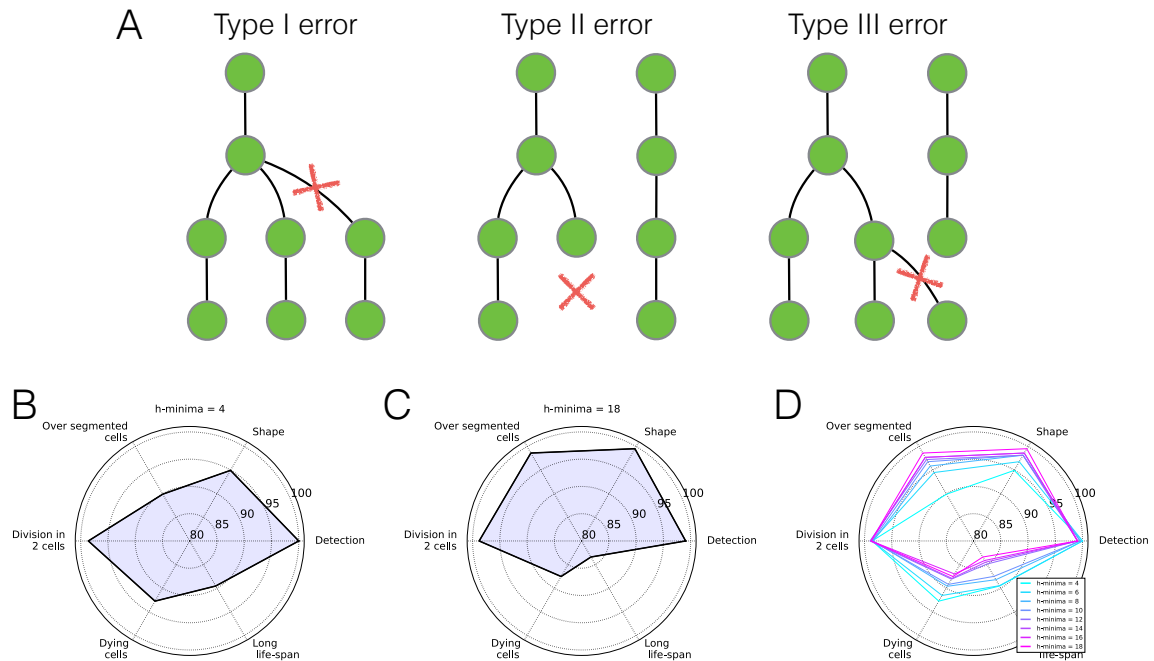 A
Type I error
Type II error
Type III error
B
h-minima = 4
Over segmented
cells
Shape
100
95
90
85
80
Division in
2 cells
Detection
Dying
cells
Long
life-span
C
h-minima = 18
Over segmented
cells
Shape
100
95
90
85
80
Division in
2 cells
Detection
Dying
cells
Long
life-span
D
Over segmented
cells
Shape
100
95
90
85
80
Division in
2 cells
Detection
Dying
cells
h-minima = 4
h-minima = 6
h-minima = 8
h-minima = 10
h-minima = 12
h-minima = 14
h-minima = 16
h-minima = 18
life-span